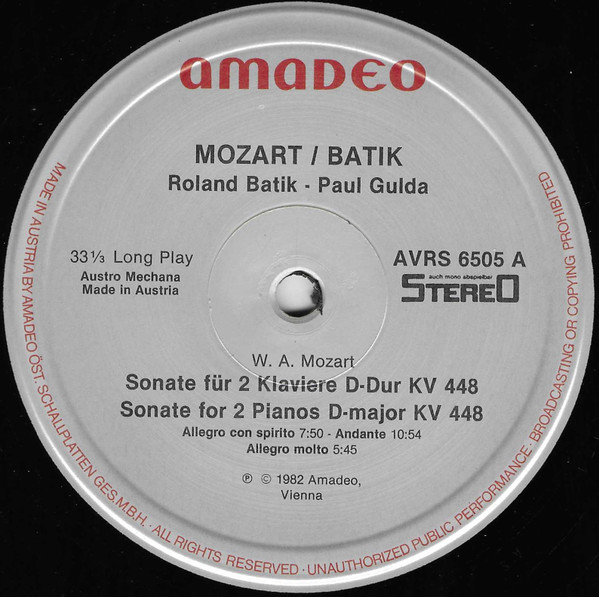 amaDEO
MOZART / BATIK
Roland Batik - Paul Gulda
33 1/3 Long Play
Austro Mechana
Made in Austria
AVRS 6505 A
auch mono abspielbar
STEREO
W. A. Mozart
Sonate für 2 Klaviere D-Dur KV 448
Sonate for 2 Pianos D-major KV 448
Allegro con spirito 7:50 - Andante 10:54
Allegro molto 5:45
℗ © 1982 Amadeo,
Vienna
MADE IN AUSTRIA BY AMADEO ÖST. SCHALLPLATTEN GES.M.B.H. · ALL RIGHTS RESERVED · UNAUTHORIZED PUBLIC PERFORMANCE · BROADCASTING OR COPYING PROHIBITED